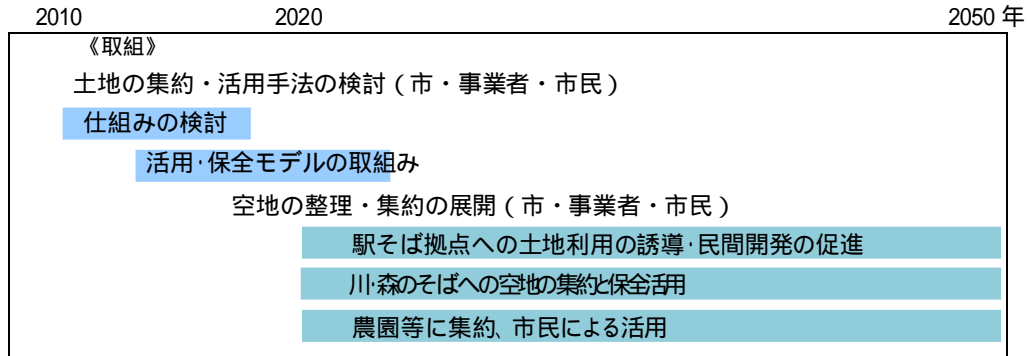 2010 2020 2050 年
《取組》
土地の集約・活用手法の検討（市・事業者・市民）
仕組みの検討
活用・保全モデルの取組み
空地の整理・集約の展開（市・事業者・市民）
駅そば拠点への土地利用の誘導・民間開発の促進
川・森のそばへの空地の集約と保全活用
農園等に集約、市民による活用